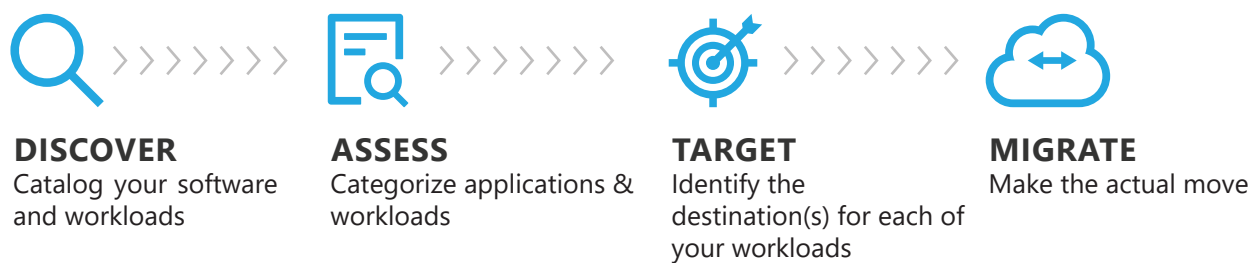 DISCOVER
Catalog your software
and workloads
ASSESS
Categorize applications &
workloads
TARGET
Identify the
destination(s) for each of
your workloads
MIGRATE
Make the actual move